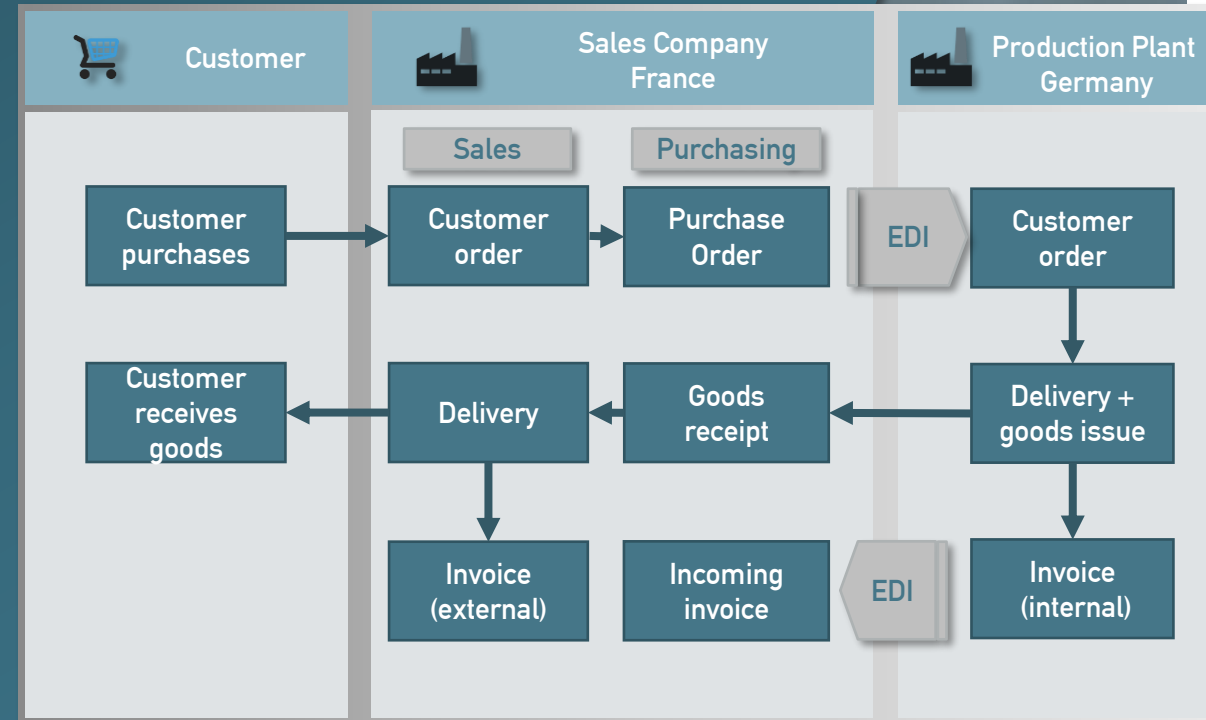 Customer
Sales Company
France
Production Plant
Germany
Sales
Purchasing
Customer
purchases
Customer
order
Purchase
Order
EDI
Customer
order
Customer
receives
goods
Delivery
Goods
receipt
Delivery +
goods issue
Invoice
(external)
Incoming
invoice
EDI
Invoice
(internal)